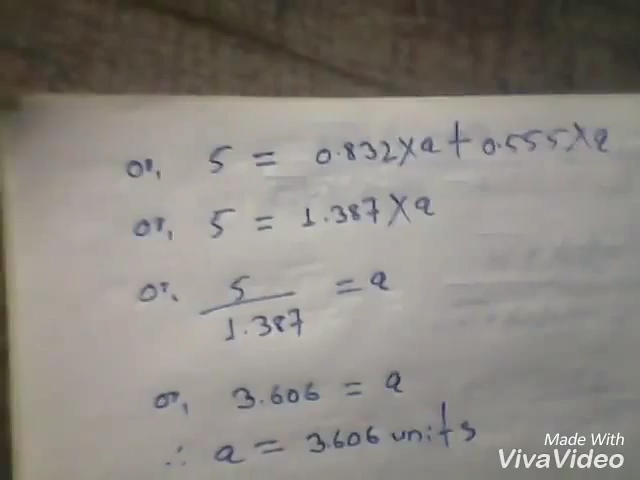 or, 5 = 0.832×a + 0.555×a
or, 5 = 1.387×a
or, 5/1.387 = a
or, 3.606 = a
∴ a = 3.606 units
Made With
VivaVideo